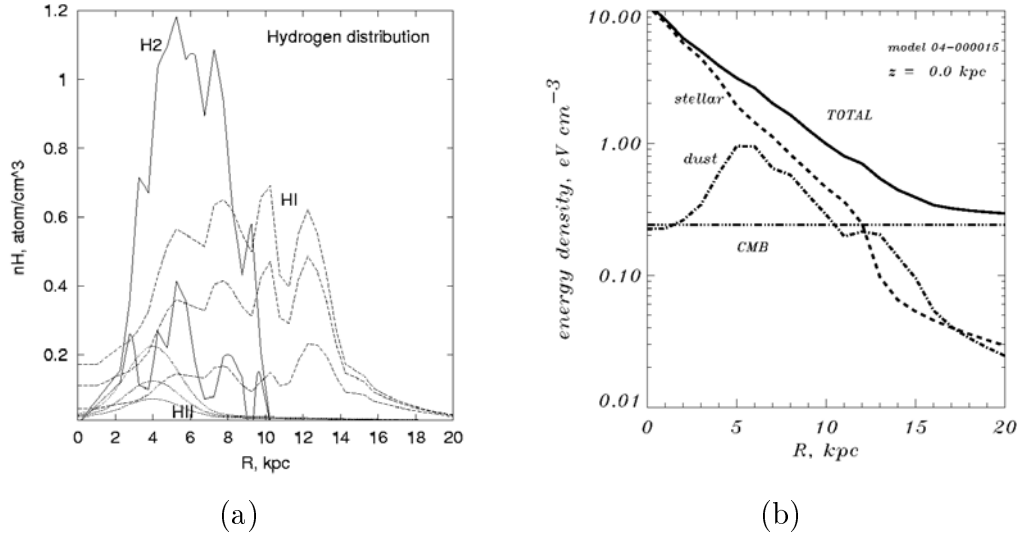 Hydrogen distribution
H2
HI
HII
nH, atom/cm^3
1.2
1
0.8
0.6
0.4
0.2
0 2 4 6 8 10 12 14 16 18 20
R, kpc
(a)
model 04-000015
z = 0.0 kpc
stellar
TOTAL
dust
CMB
energy density, eV cm⁻³
10.00
1.00
0.10
0.01
0 5 10 15 20
R, kpc
(b)